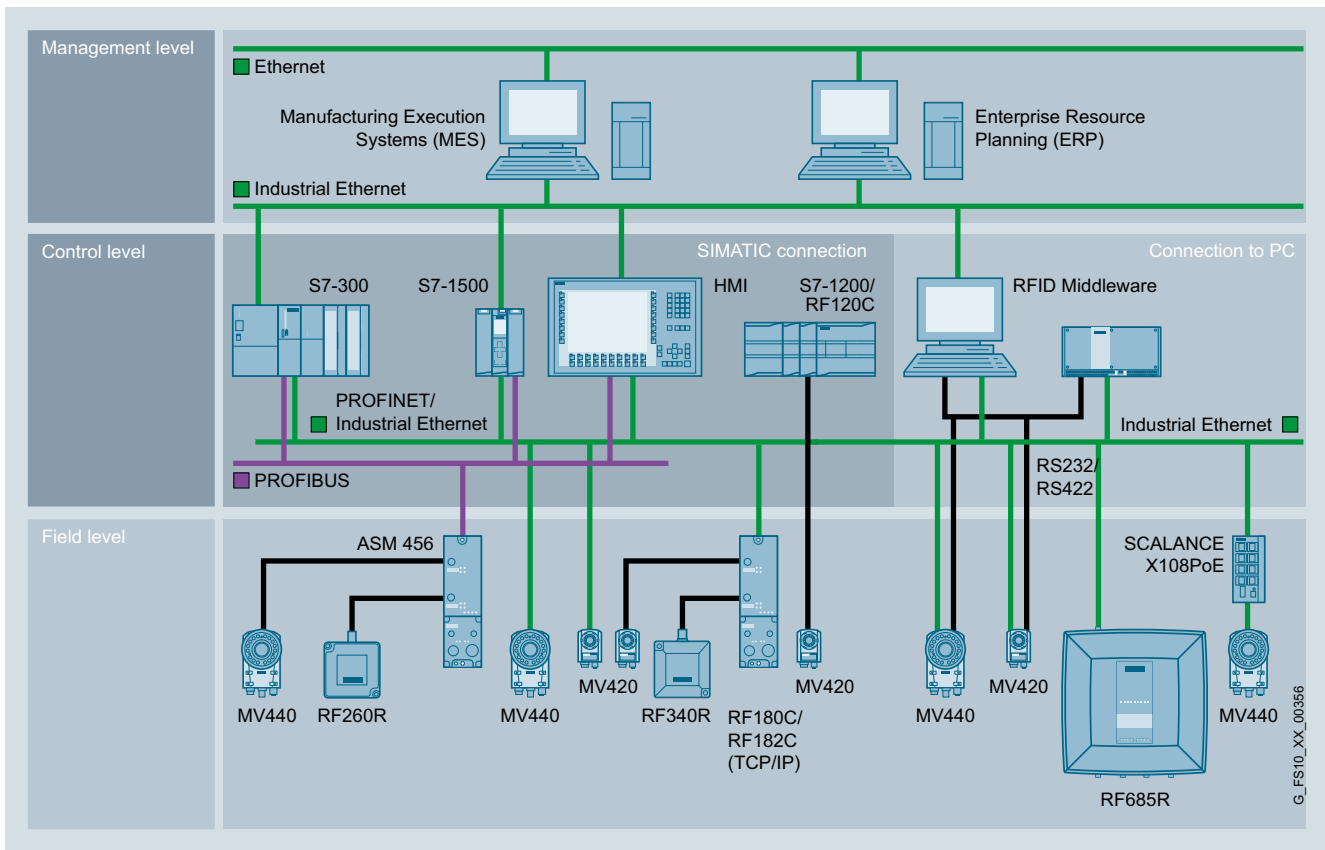 Management level
Ethernet
Manufacturing Execution
Systems (MES)
Enterprise Resource
Planning (ERP)
Industrial Ethernet
Control level
SIMATIC connection
Connection to PC
S7-300
S7-1500
HMI
S7-1200/
RF120C
RFID Middleware
PROFINET/
Industrial Ethernet
Industrial Ethernet
PROFIBUS
RS232/
RS422
Field level
ASM 456
SCALANCE
X108PoE
MV440
RF260R
MV440
MV420
RF340R
RF180C/
RF182C
(TCP/IP)
MV420
MV440
MV420
RF685R
MV440
G_FS10_XX_00356